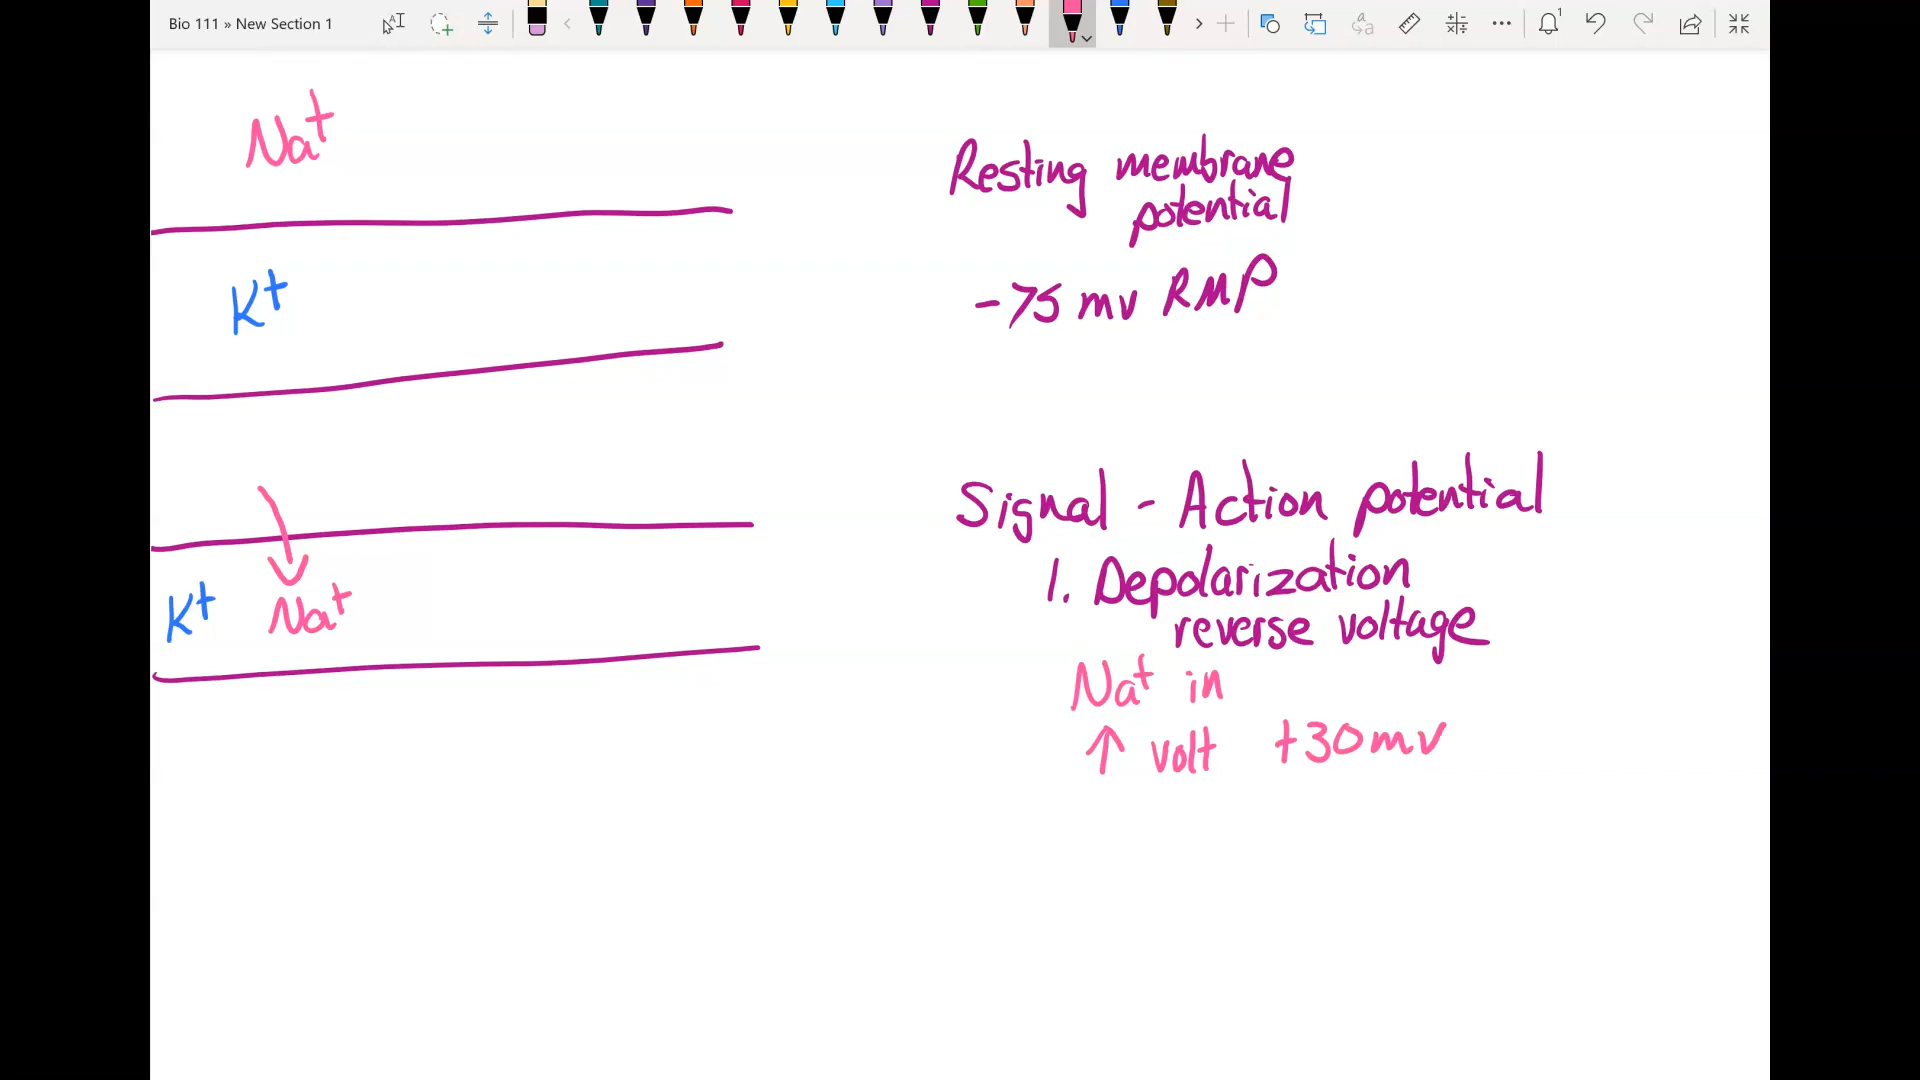 Bio 111 » New Section 1
Na+
Resting membrane
potential
K+
-75 mv RMP
Signal - Action potential
1. Depolarization
K+ Na+
reverse voltage
Na+ in
↑ volt +30mv